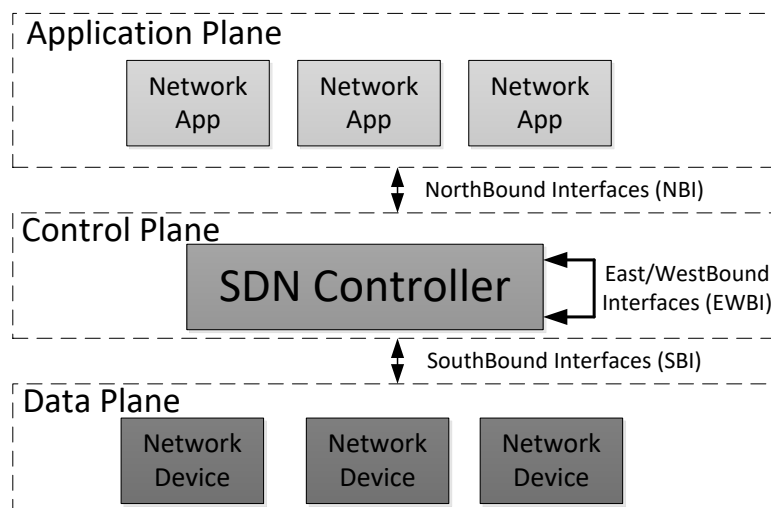 Application Plane
Network
App
Network
App
Network
App
NorthBound Interfaces (NBI)
Control Plane
SDN Controller
East/WestBound
Interfaces (EWBI)
SouthBound Interfaces (SBI)
Data Plane
Network
Device
Network
Device
Network
Device